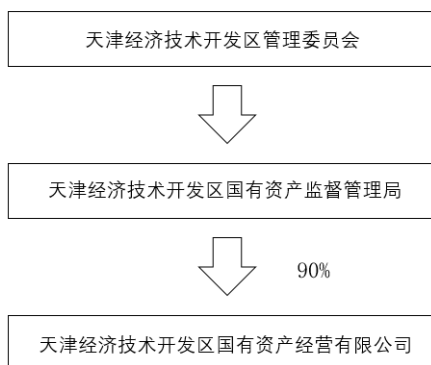 天津经济技术开发区管理委员会
天津经济技术开发区国有资产监督管理局
90%
天津经济技术开发区国有资产经营有限公司